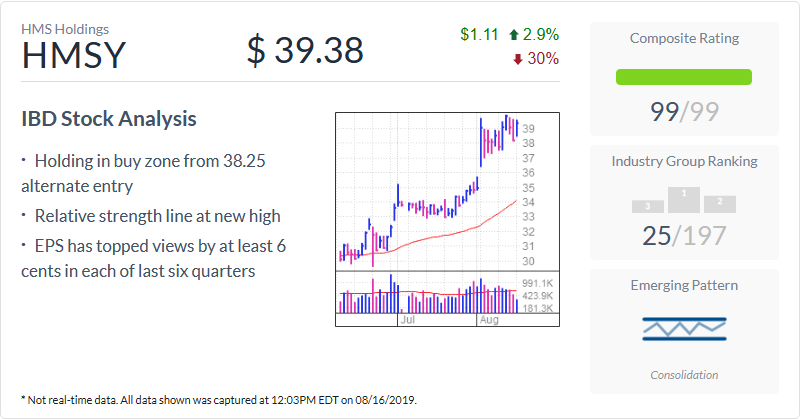 HMS Holdings
HMSY
$ 39.38
$1.11 2.9%
30%
IBD Stock Analysis
· Holding in buy zone from 38.25
alternate entry
· Relative strength line at new high
· EPS has topped views by at least 6
cents in each of last six quarters
39
38
37
36
35
34
33
32
31
30
991.1K
423.9K
181.3K
Jul
Aug
Composite Rating
99/99
Industry Group Ranking
3
1
2
25/197
Emerging Pattern
Consolidation
* Not real-time data. All data shown was captured at 12:03PM EDT on 08/16/2019.